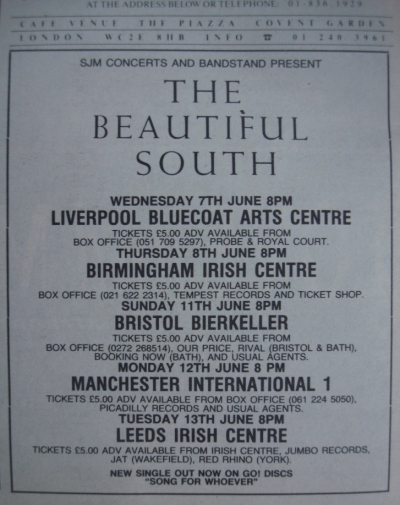 AT THE ADDRESS BELOW OR TELEPHONE: 01-836 1929
CAFE VENUE THE PIAZZA COVENT GARDEN
LONDON WC2E 8HB INFO ☎ 01 240 3961
SJM CONCERTS AND BANDSTAND PRESENT
THE
BEAUTIFUL
SOUTH
WEDNESDAY 7TH JUNE 8PM
LIVERPOOL BLUECOAT ARTS CENTRE
TICKETS £5.00 ADV AVAILABLE FROM
BOX OFFICE (051 709 5297), PROBE & ROYAL COURT.
THURSDAY 8TH JUNE 8PM
BIRMINGHAM IRISH CENTRE
TICKETS £5.00 ADV AVAILABLE FROM
BOX OFFICE (021 622 2314), TEMPEST RECORDS AND TICKET SHOP.
SUNDAY 11TH JUNE 8PM
BRISTOL BIERKELLER
TICKETS £5.00 ADV AVAILABLE FROM
BOX OFFICE (0272 268514), OUR PRICE, RIVAL (BRISTOL & BATH),
BOOKING NOW (BATH), AND USUAL AGENTS.
MONDAY 12TH JUNE 8 PM
MANCHESTER INTERNATIONAL 1
TICKETS £5.00 ADV AVAILABLE FROM BOX OFFICE (061 224 5050),
PICADILLY RECORDS AND USUAL AGENTS.
TUESDAY 13TH JUNE 8PM
LEEDS IRISH CENTRE
TICKETS £5.00 ADV AVAILABLE FROM IRISH CENTRE, JUMBO RECORDS,
JAT (WAKEFIELD), RED RHINO (YORK).
NEW SINGLE OUT NOW ON GO! DISCS
"SONG FOR WHOEVER"